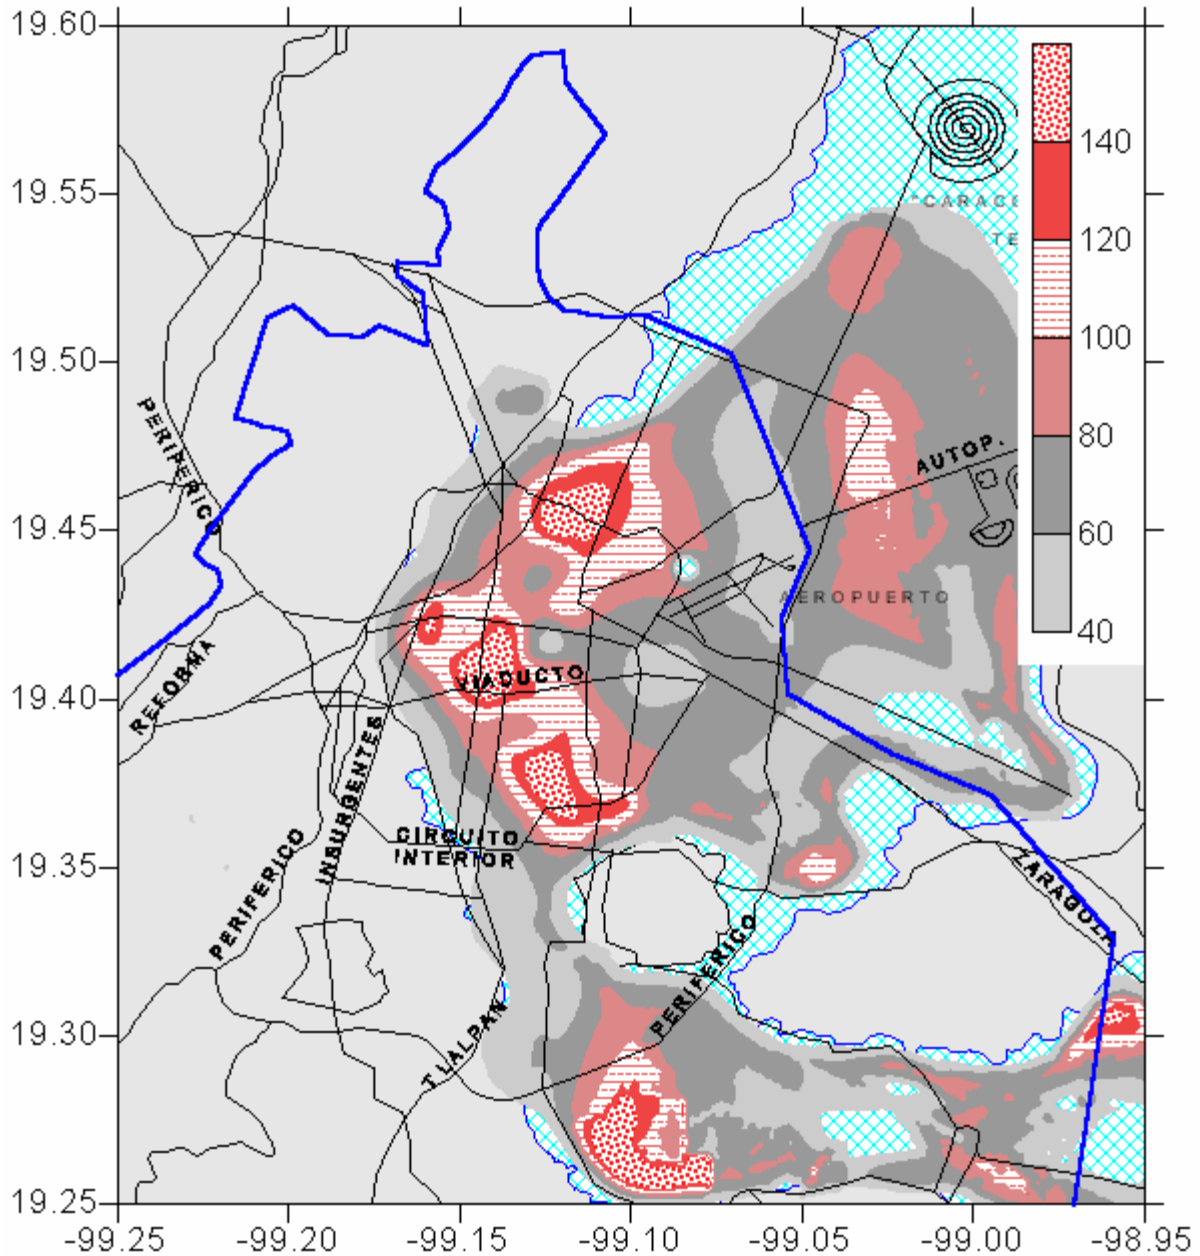 19.60
19.55
19.50
19.45
19.40
19.35
19.30
19.25
-99.25
-99.20
-99.15
-99.10
-99.05
-99.00
-98.95
140
120
100
80
60
40
"CARACO
TE
AUTOP.
AEROPUERTO
PERIFERICO
REFORMA
VIADUCTO
INSURGENTES
CIRCUITO
INTERIOR
PERIFERICO
TLALPAN
PERIFERICO
ZARAGOZA